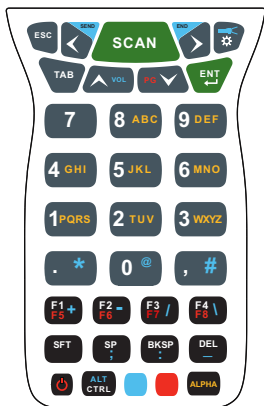 SEND END
ESC SCAN
TAB VOL PG ENT
7 8 ABC 9 DEF
4 GHI 5 JKL 6 MNO
1 PQRS 2 TUV 3 WXYZ
. * 0 @ , #
F1 + F2 - F3 / F4 \
F5 F6 F7 F8
SFT SP ; BKSP : DEL _
ALT
CTRL ALPHA